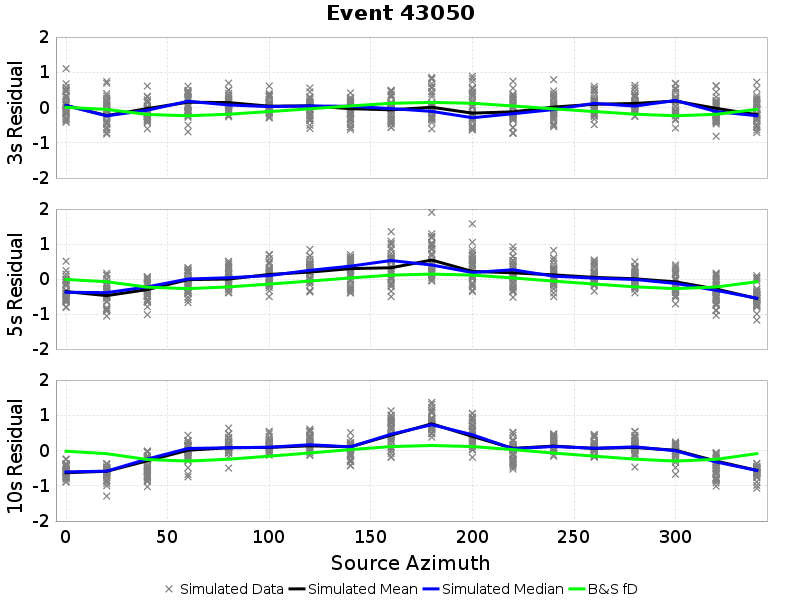 Event 43050
3s Residual
2
1
0
-1
-2
5s Residual
2
1
0
-1
-2
10s Residual
2
1
0
-1
-2
0 50 100 150 200 250 300
Source Azimuth
Simulated Data Simulated Mean Simulated Median B&S fD